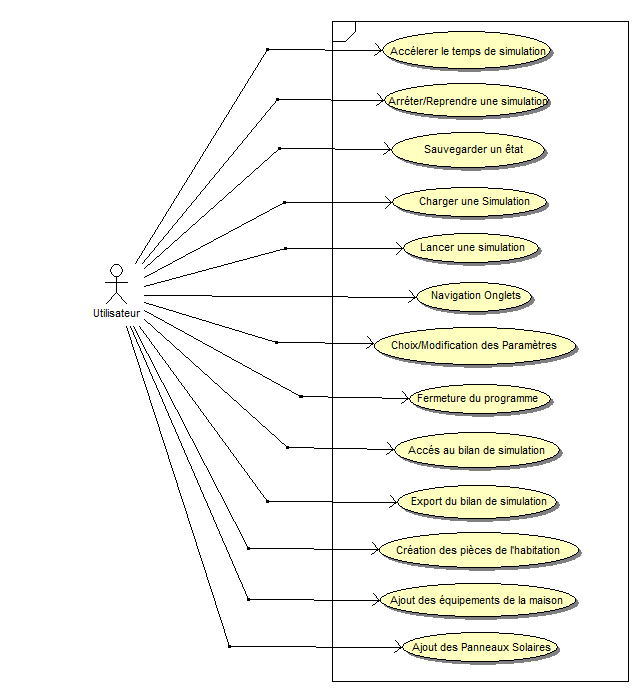 Accélerer le temps de simulation
Arrêter/Reprendre une simulation
Sauvegarder un êtat
Charger une Simulation
Lancer une simulation
Navigation Onglets
Utilisateur
Choix/Modification des Paramètres
Fermeture du programme
Accés au bilan de simulation
Export du bilan de simulation
Création des pièces de l'habitation
Ajout des équipements de la maison
Ajout des Panneaux Solaires